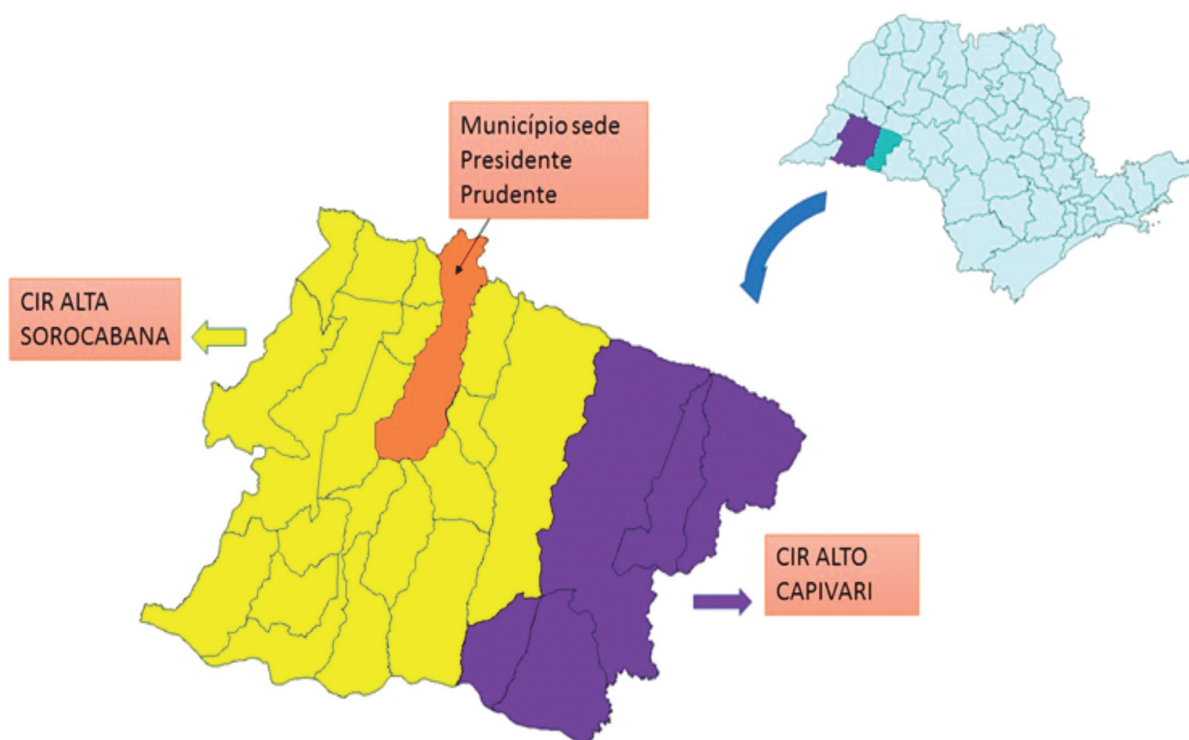 Município sede
Presidente
Prudente
CIR ALTA
SOROCABANA
CIR ALTO
CAPIVARI